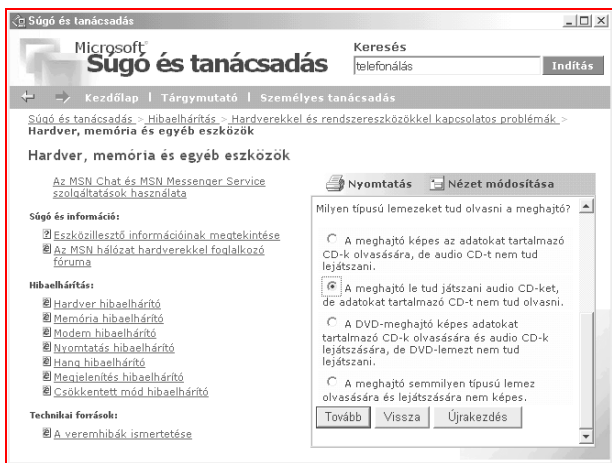 Súgó és tanácsadás
Microsoft
Súgó és tanácsadás
Keresés
telefonálás
Indítás
Kezdőlap | Tárgymutató | Személyes tanácsadás
Súgó és tanácsadás > Hibaelhárítás > Hardverekkel és rendszereszközökkel kapcsolatos problémák >
Hardver, memória és egyéb eszközök
Hardver, memória és egyéb eszközök
Az MSN Chat és MSN Messenger Service
szolgáltatások használata
Súgó és információ:
Eszközillesztő információinak megtekintése
Az MSN hálózat hardverekkel foglalkozó
fóruma
Hibaelhárítás:
Hardver hibaelhárító
Memória hibaelhárító
Modem hibaelhárító
Nyomtatás hibaelhárító
Hang hibaelhárító
Megjelenítés hibaelhárító
Csökkentett mód hibaelhárító
Technikai források:
A veremhibák ismertetése
Nyomtatás
Nézet módosítása
Milyen típusú lemezeket tud olvasni a meghajtó?
A meghajtó képes az adatokat tartalmazó
CD-k olvasására, de audio CD-t nem tud
lejátszani.
A meghajtó le tud játszani audio CD-ket,
de adatokat tartalmazó CD-t nem tud olvasni.
A DVD-meghajtó képes adatokat
tartalmazó CD-k olvasására és audio CD-k
lejátszására, de DVD-lemezt nem tud
lejátszani.
A meghajtó semmilyen típusú lemez
olvasására és lejátszására nem képes.
Tovább
Vissza
Újrakezdés